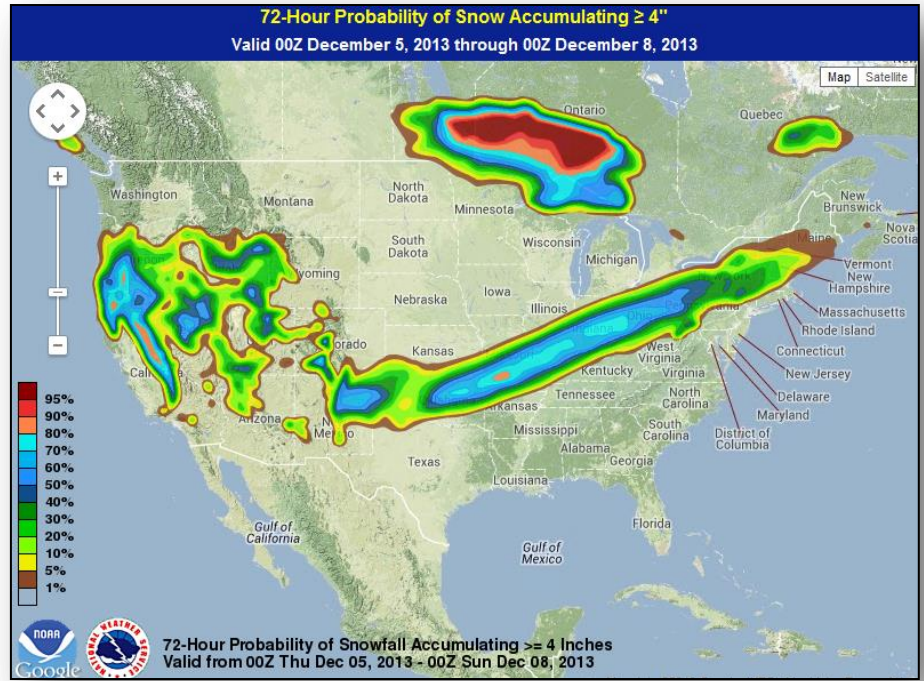 72-Hour Probability of Snow Accumulating ≥ 4"
Valid 00Z December 5, 2013 through 00Z December 8, 2013
Map
Satellite
Ontario
Quebec
Washington
Montana
North
Dakota
Minnesota
New
Brunswick
Nova
Scotia
Maine
South
Dakota
Wisconsin
Michigan
Vermont
New
Hampshire
Massachusetts
Rhode Island
Connecticut
New Jersey
Delaware
Maryland
District of
Columbia
Nebraska
Iowa
Illinois
Ohio
Kansas
West
Virginia
Virginia
Kentucky
North
Carolina
Tennessee
South
Carolina
Arizona
Mississippi
Alabama
Georgia
Texas
Louisiana
Florida
Gulf of
California
Gulf of
Mexico
95%
90%
80%
70%
60%
50%
40%
30%
20%
10%
5%
1%
NOAA
Google
NATIONAL WEATHER SERVICE
72-Hour Probability of Snowfall Accumulating >= 4 Inches
Valid from 00Z Thu Dec 05, 2013 - 00Z Sun Dec 08, 2013